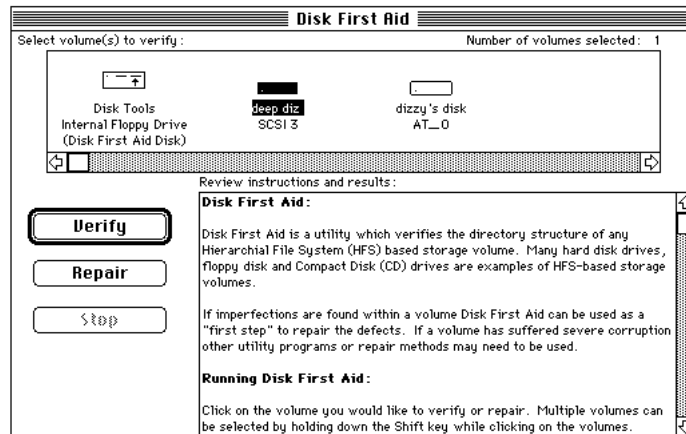 Disk First Aid
Select volume(s) to verify:
Number of volumes selected: 1
Disk Tools
Internal Floppy Drive
(Disk First Aid Disk)
deep diz
SCSI 3
dizzy's disk
AT_0
Review instructions and results:
Verify
Repair
Stop
Disk First Aid:
Disk First Aid is a utility which verifies the directory structure of any
Hierarchial File System (HFS) based storage volume. Many hard disk drives,
floppy disk and Compact Disk (CD) drives are examples of HFS-based storage
volumes.
If imperfections are found within a volume Disk First Aid can be used as a
"first step" to repair the defects. If a volume has suffered severe corruption
other utility programs or repair methods may need to be used.
Running Disk First Aid:
Click on the volume you would like to verify or repair. Multiple volumes can
be selected by holding down the Shift key while clicking on the volumes.